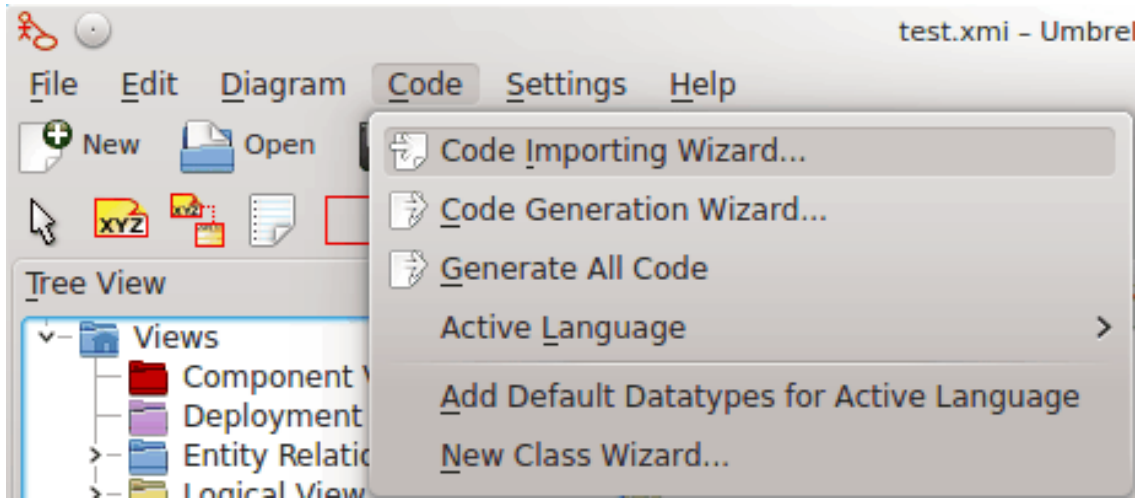 test.xmi – Umbrel
File Edit Diagram Code Settings Help
New Open
XYZ
Tree View
Views
Component
Deployment
Entity Relatio
Logical View
Code Importing Wizard...
Code Generation Wizard...
Generate All Code
Active Language
Add Default Datatypes for Active Language
New Class Wizard...